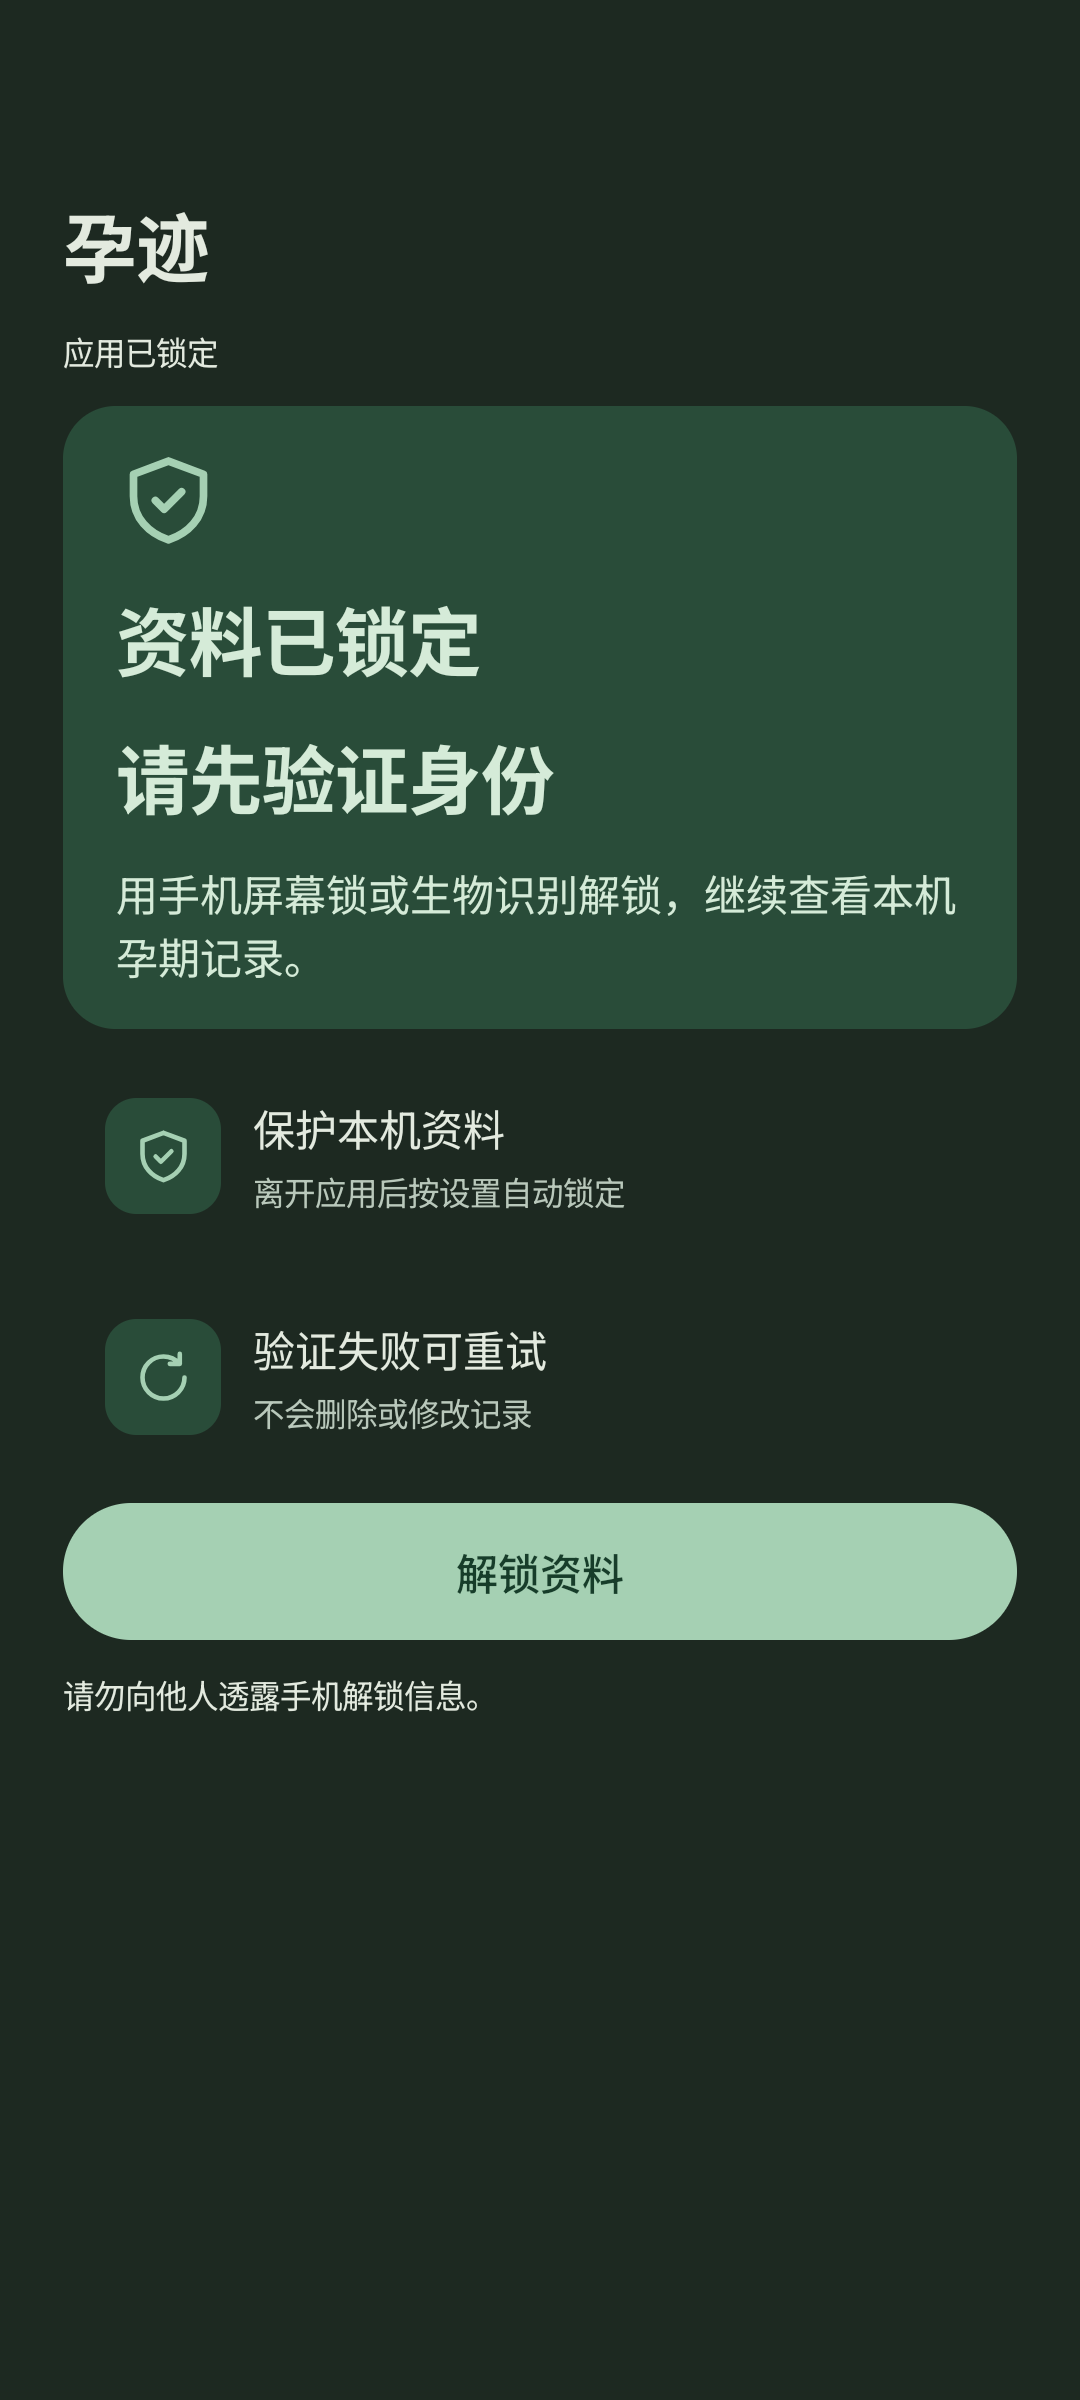 孕迹
应用已锁定
资料已锁定
请先验证身份
用手机屏幕锁或生物识别解锁，继续查看本机
孕期记录。
保护本机资料
离开应用后按设置自动锁定
验证失败可重试
不会删除或修改记录
解锁资料
请勿向他人透露手机解锁信息。